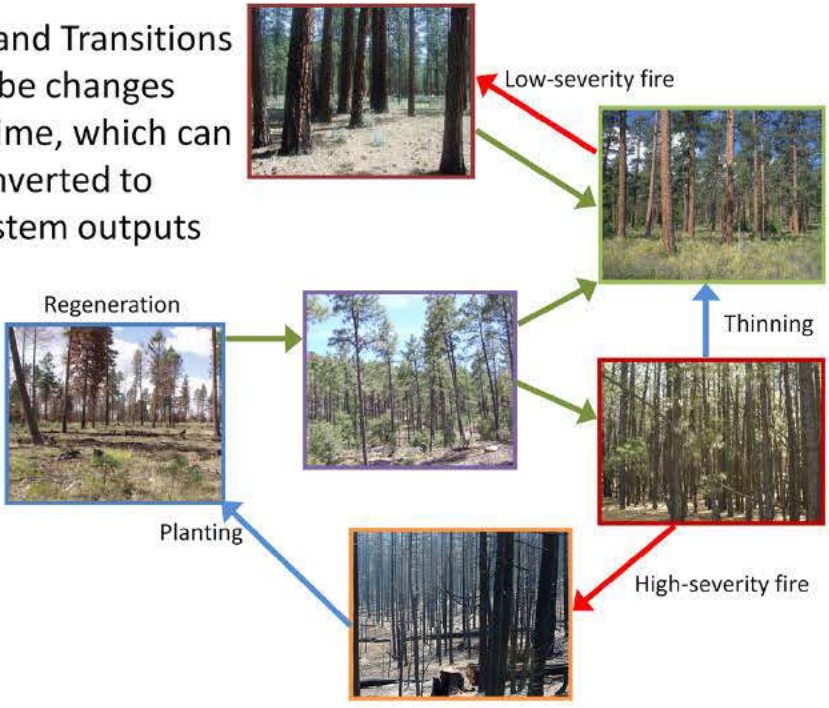 and Transitions
be changes
ime, which can
nverted to
stem outputs
Low-severity fire
Regeneration
Thinning
Planting
High-severity fire